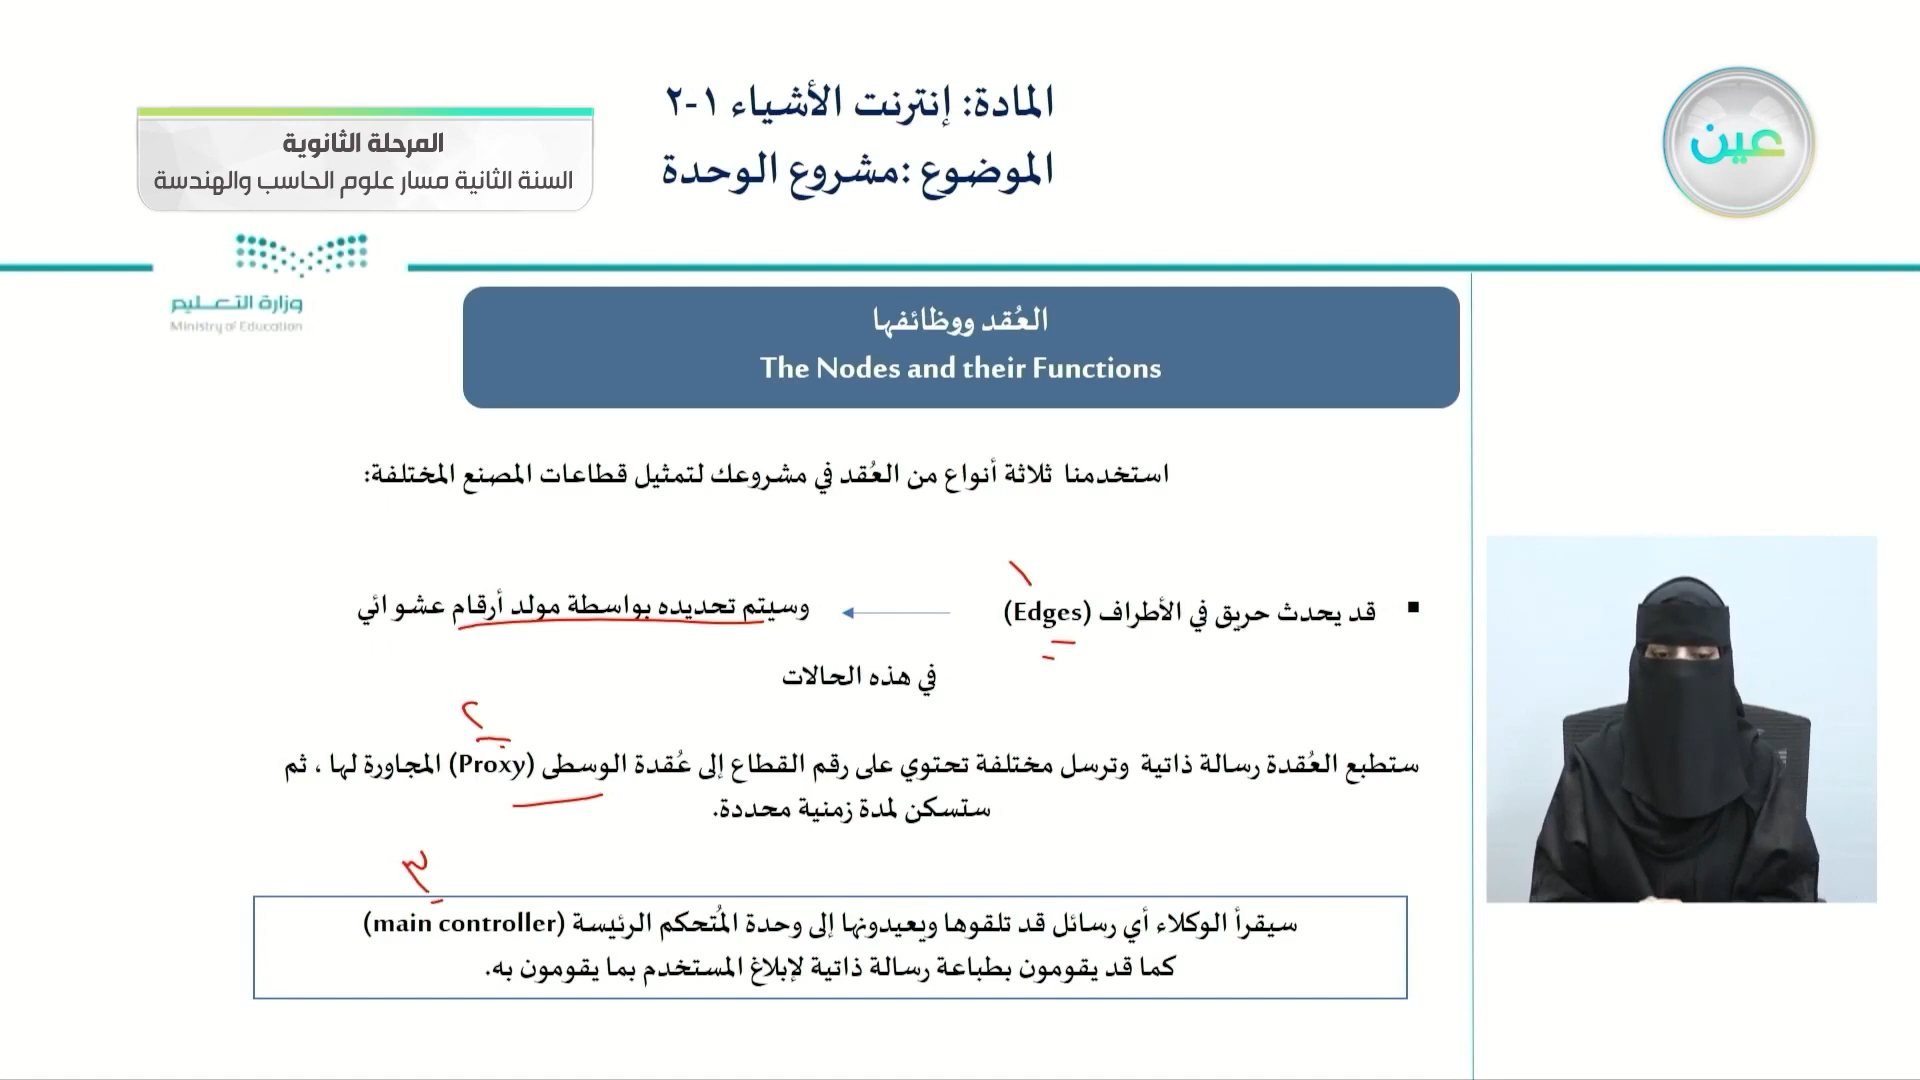 المادة: إنترنت الأشياء ١-٢
الموضوع :مشروع الوحدة
عين
المرحلة الثانوية
السنة الثانية مسار علوم الحاسب والهندسة
وزارة التعليم
Ministry of Education
العُقد ووظائفها
The Nodes and their Functions
استخدمنا ثلاثة أنواع من العُقد في مشروعك لتمثيل قطاعات المصنع المختلفة:
١
▪ قد يحدث حريق في الأطراف (Edges) وسيتم تحديده بواسطة مولد أرقام عشوائي
في هذه الحالات
٢
ستطبع العُقدة رسالة ذاتية وترسل مختلفة تحتوي على رقم القطاع إلى عُقدة الوسطى (Proxy) المجاورة لها ، ثم
ستسكن لمدة زمنية محددة.
٣
سيقرأ الوكلاء أي رسائل قد تلقوها ويعيدونها إلى وحدة المُتحكم الرئيسة (main controller)
كما قد يقومون بطباعة رسالة ذاتية لإبلاغ المستخدم بما يقومون به.